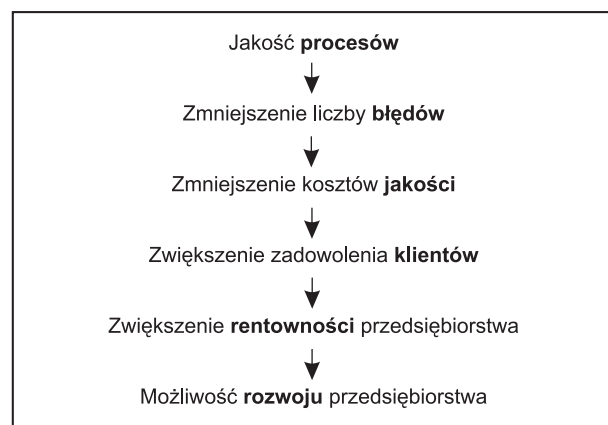 Jakość procesów
Zmniejszenie liczby błędów
Zmniejszenie kosztów jakości
Zwiększenie zadowolenia klientów
Zwiększenie rentowności przedsiębiorstwa
Możliwość rozwoju przedsiębiorstwa